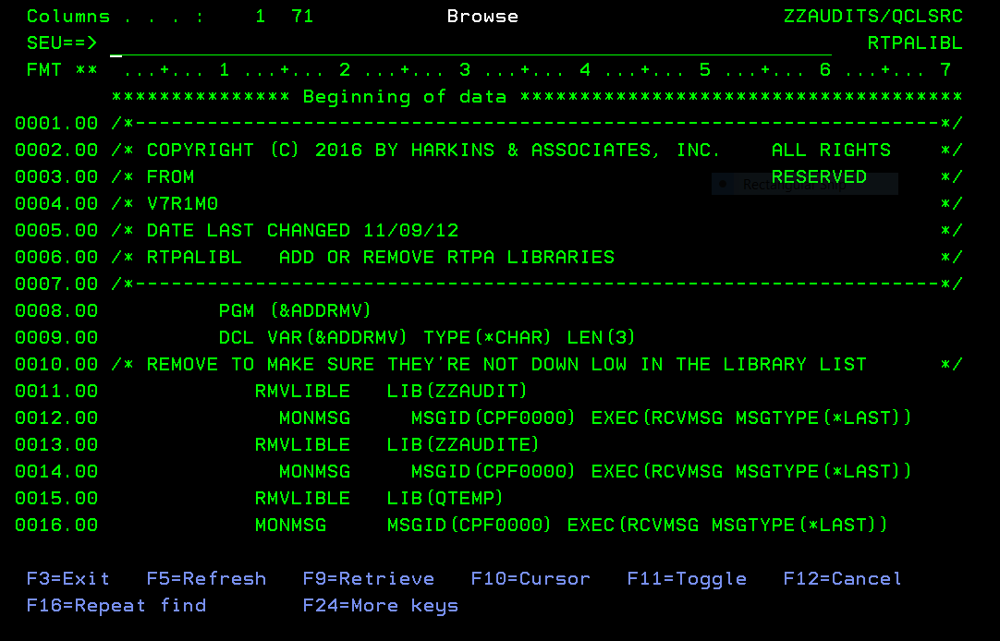 Columns . . . :    1  71           Browse                      ZZAUDITS/QCLSRC
SEU==>                                                                RTPALIBL
FMT **  ...+... 1 ...+... 2 ...+... 3 ...+... 4 ...+... 5 ...+... 6 ...+... 7
*************** Beginning of data *************************************
0001.00 /*-------------------------------------------------------------------*/
0002.00 /* COPYRIGHT (C) 2016 BY HARKINS & ASSOCIATES, INC.    ALL RIGHTS    */
0003.00 /* FROM                                                RESERVED      */
0004.00 /* V7R1M0                                                            */
0005.00 /* DATE LAST CHANGED 11/09/12                                        */
0006.00 /* RTPALIBL   ADD OR REMOVE RTPA LIBRARIES                           */
0007.00 /*-------------------------------------------------------------------*/
0008.00          PGM (&ADDRMV)
0009.00          DCL VAR(&ADDRMV) TYPE(*CHAR) LEN(3)
0010.00 /* REMOVE TO MAKE SURE THEY'RE NOT DOWN LOW IN THE LIBRARY LIST      */
0011.00             RMVLIBLE   LIB(ZZAUDIT)
0012.00               MONMSG     MSGID(CPF0000) EXEC(RCVMSG MSGTYPE(*LAST))
0013.00             RMVLIBLE   LIB(ZZAUDITE)
0014.00               MONMSG     MSGID(CPF0000) EXEC(RCVMSG MSGTYPE(*LAST))
0015.00             RMVLIBLE   LIB(QTEMP)
0016.00             MONMSG     MSGID(CPF0000) EXEC(RCVMSG MSGTYPE(*LAST))
F3=Exit   F5=Refresh   F9=Retrieve   F10=Cursor   F11=Toggle   F12=Cancel
F16=Repeat find        F24=More keys